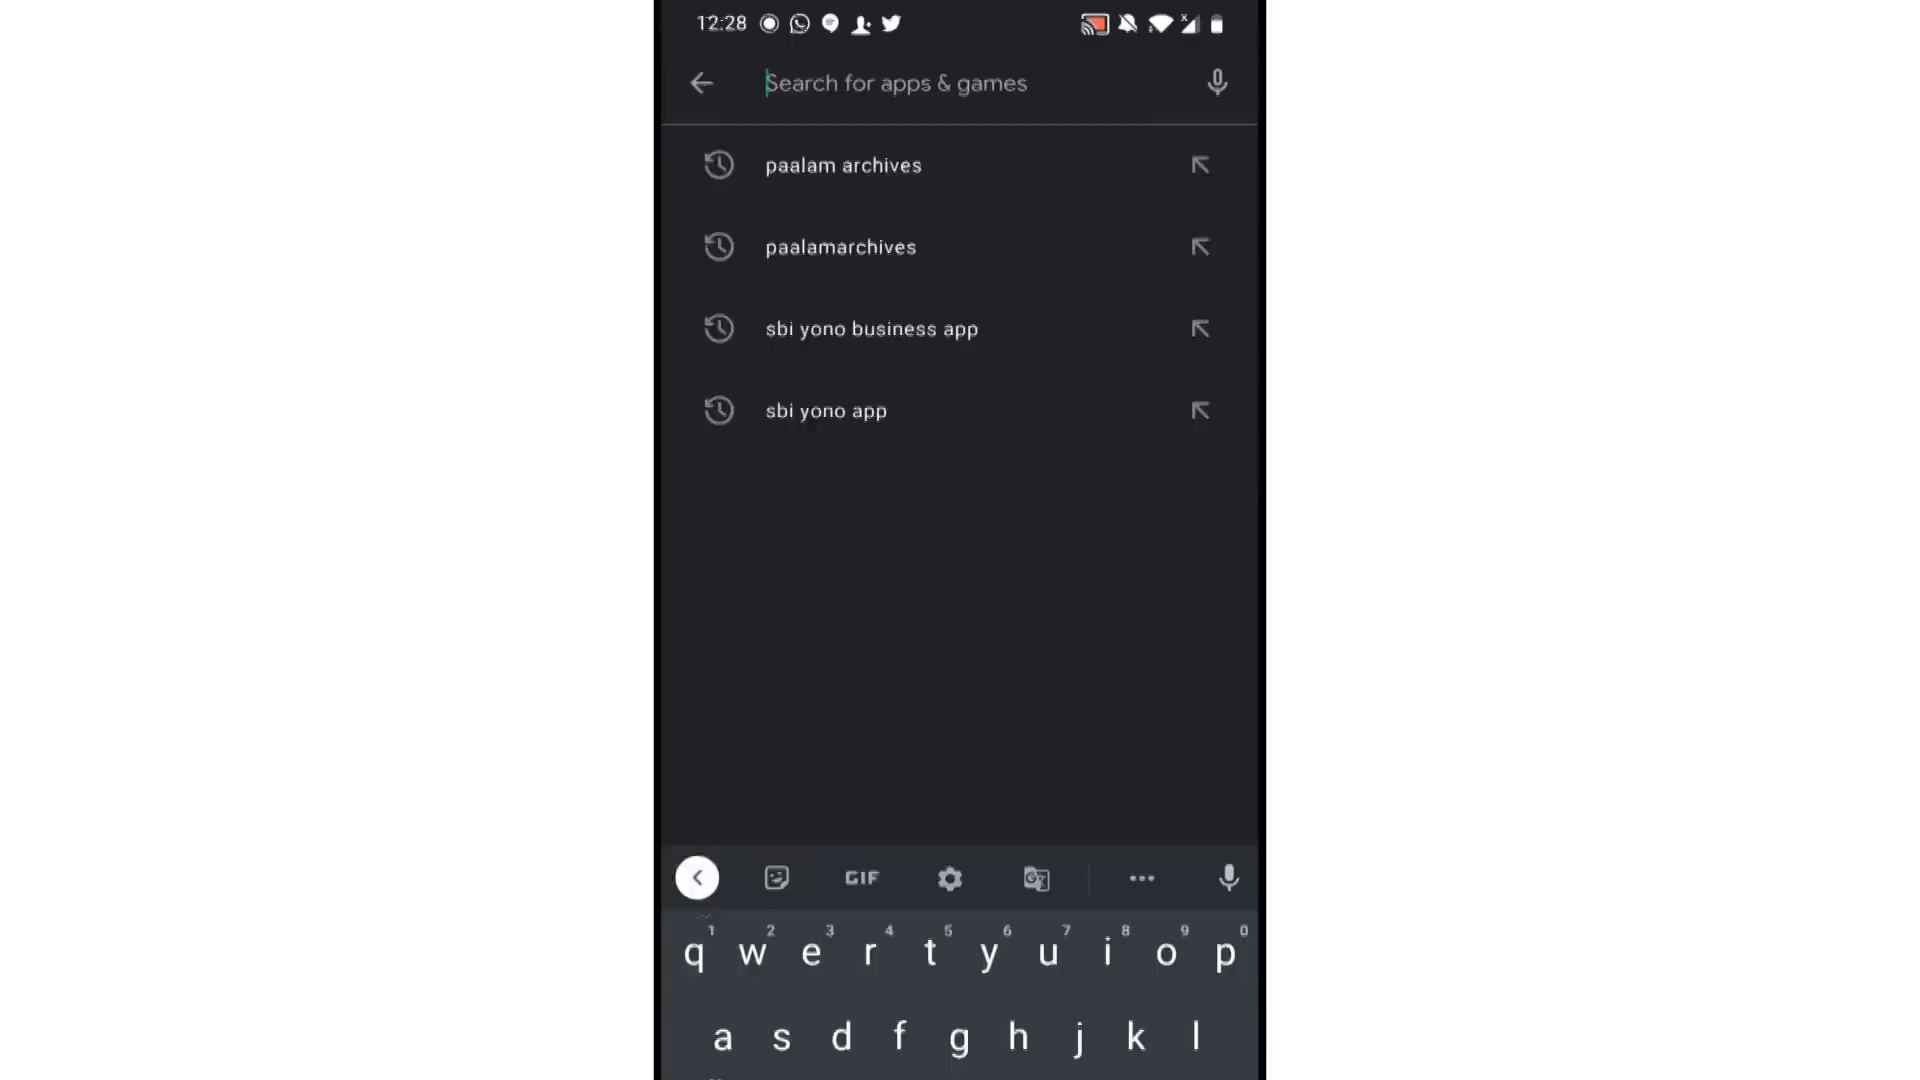 12:28
Search for apps & games
paalam archives
paalamarchives
sbi yono business app
sbi yono app
GIF
1 2 3 4 5 6 7 8 9 0
q w e r t y u i o p
a s d f g h j k l